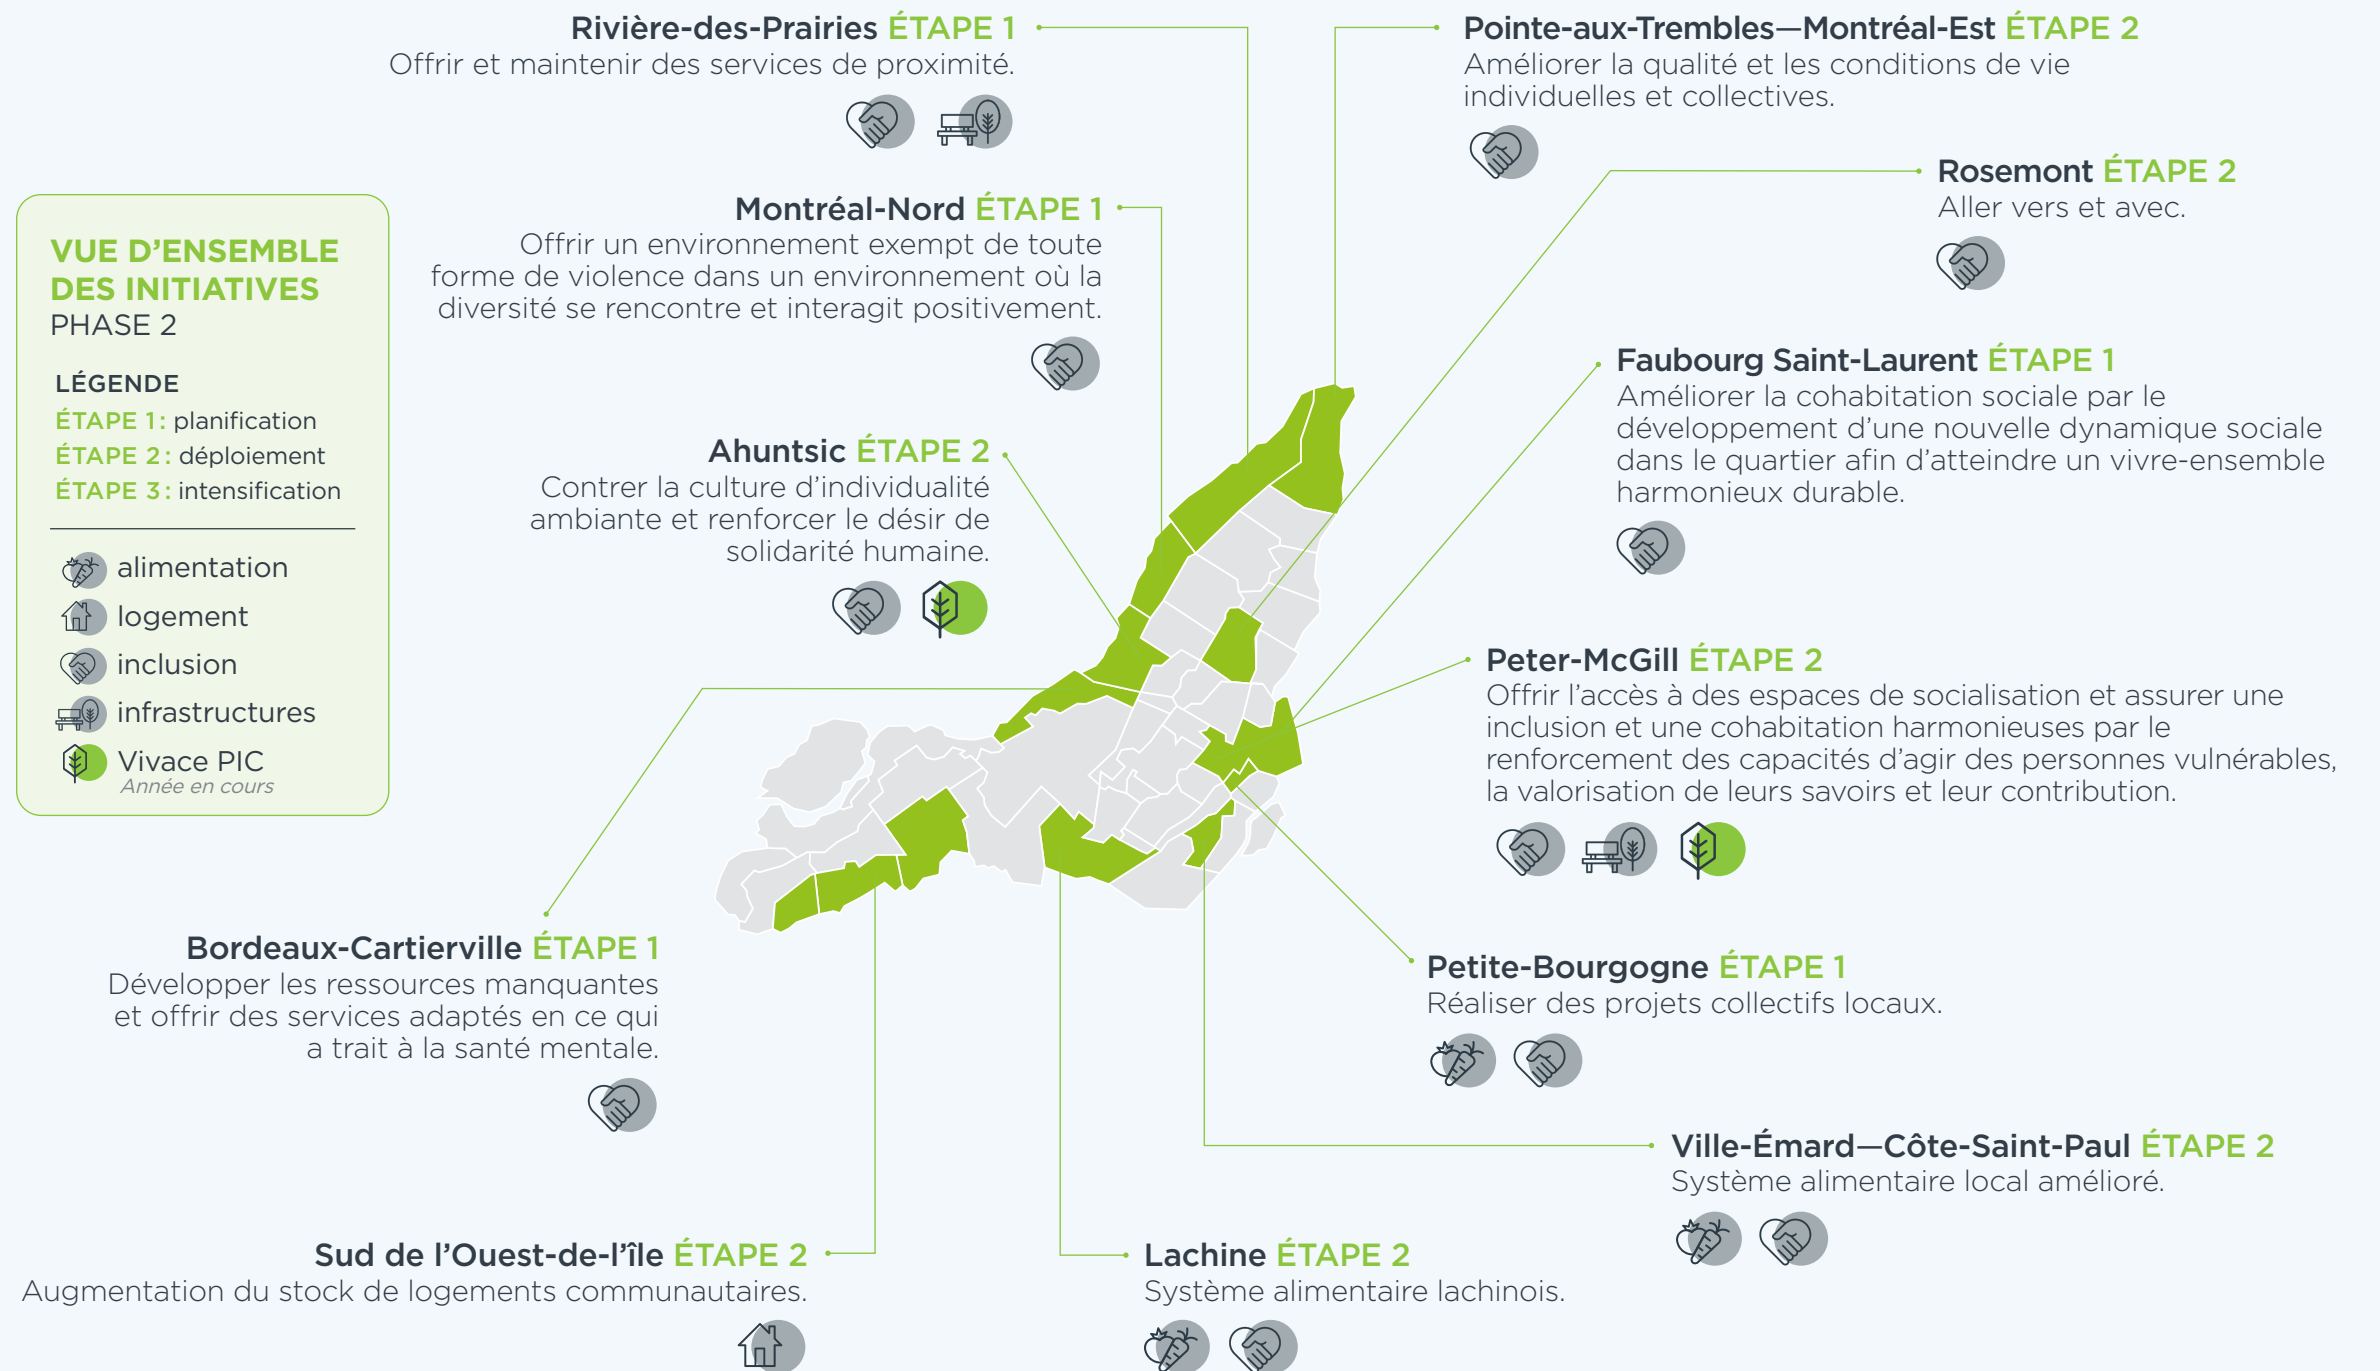 Rivière-des-Prairies ÉTAPE 1
Offrir et maintenir des services de proximité.
Pointe-aux-Trembles—Montréal-Est ÉTAPE 2
Améliorer la qualité et les conditions de vie
individuelles et collectives.
Rosemont ÉTAPE 2
Aller vers et avec.
Montréal-Nord ÉTAPE 1
Offrir un environnement exempt de toute
forme de violence dans un environnement où la
diversité se rencontre et interagit positivement.
VUE D’ENSEMBLE
DES INITIATIVES
PHASE 2
LÉGENDE
ÉTAPE 1 : planification
ÉTAPE 2 : déploiement
ÉTAPE 3 : intensification
alimentation
logement
inclusion
infrastructures
Vivace PIC
Année en cours
Faubourg Saint-Laurent ÉTAPE 1
Améliorer la cohabitation sociale par le
développement d’une nouvelle dynamique sociale
dans le quartier afin d’atteindre un vivre-ensemble
harmonieux durable.
Ahuntsic ÉTAPE 2
Contrer la culture d’individualité
ambiante et renforcer le désir de
solidarité humaine.
Peter-McGill ÉTAPE 2
Offrir l’accès à des espaces de socialisation et assurer une
inclusion et une cohabitation harmonieuses par le
renforcement des capacités d’agir des personnes vulnérables,
la valorisation de leurs savoirs et leur contribution.
Bordeaux-Cartierville ÉTAPE 1
Développer les ressources manquantes
et offrir des services adaptés en ce qui
a trait à la santé mentale.
Petite-Bourgogne ÉTAPE 1
Réaliser des projets collectifs locaux.
Ville-Émard—Côte-Saint-Paul ÉTAPE 2
Système alimentaire local amélioré.
Sud de l’Ouest-de-l’île ÉTAPE 2
Augmentation du stock de logements communautaires.
Lachine ÉTAPE 2
Système alimentaire lachinois.